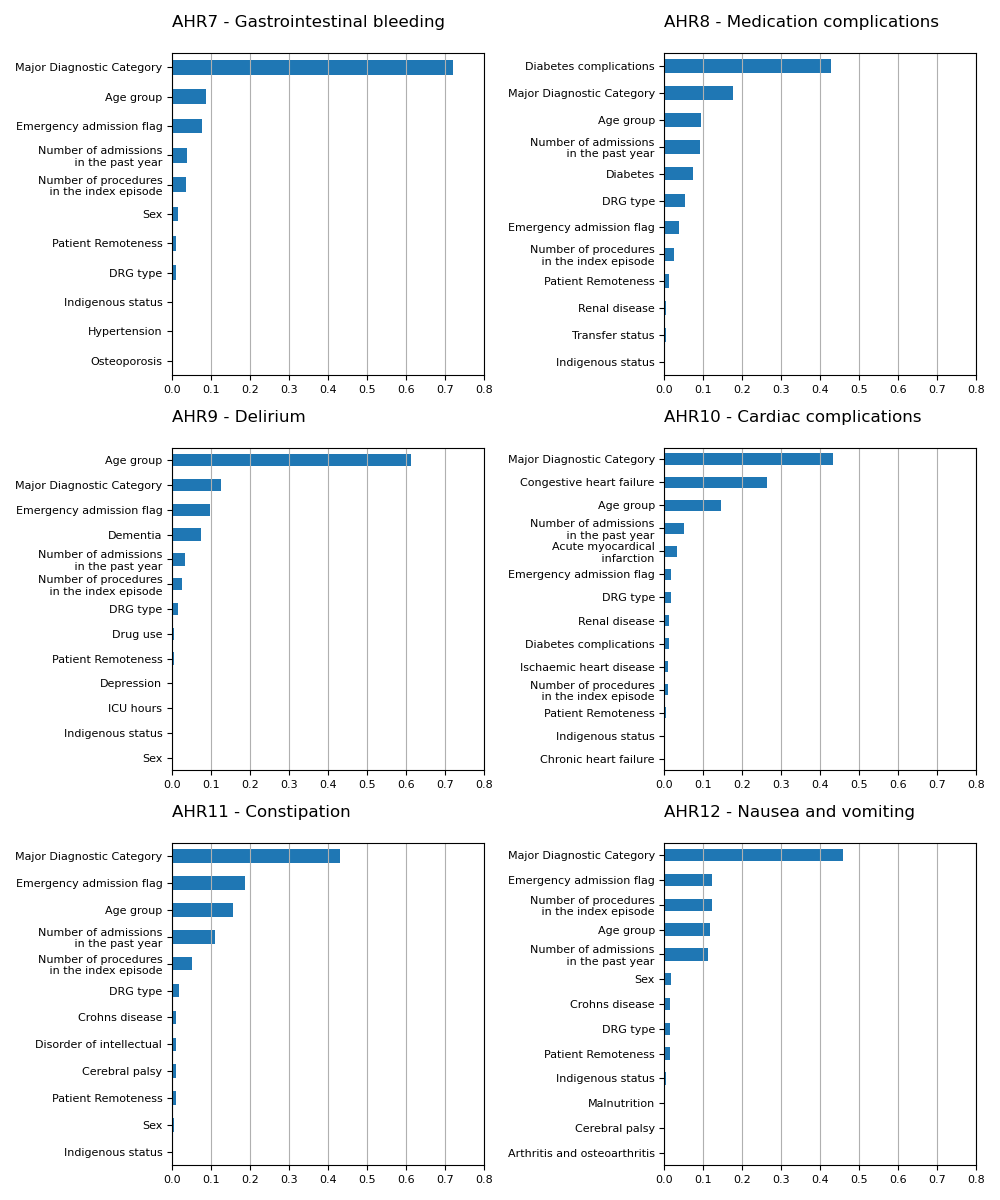 AHR7 - Gastrointestinal bleeding
Major Diagnostic Category
Age group
Emergency admission flag
Number of admissions
in the past year
Number of procedures
in the index episode
Sex
Patient Remoteness
DRG type
Indigenous status
Hypertension
Osteoporosis
0.0 0.1 0.2 0.3 0.4 0.5 0.6 0.7 0.8
AHR8 - Medication complications
Diabetes complications
Major Diagnostic Category
Age group
Number of admissions
in the past year
Diabetes
DRG type
Emergency admission flag
Number of procedures
in the index episode
Patient Remoteness
Renal disease
Transfer status
Indigenous status
0.0 0.1 0.2 0.3 0.4 0.5 0.6 0.7 0.8
AHR9 - Delirium
Age group
Major Diagnostic Category
Emergency admission flag
Dementia
Number of admissions
in the past year
Number of procedures
in the index episode
DRG type
Drug use
Patient Remoteness
Depression
ICU hours
Indigenous status
Sex
0.0 0.1 0.2 0.3 0.4 0.5 0.6 0.7 0.8
AHR10 - Cardiac complications
Major Diagnostic Category
Congestive heart failure
Age group
Number of admissions
in the past year
Acute myocardical
infarction
Emergency admission flag
DRG type
Renal disease
Diabetes complications
Ischaemic heart disease
Number of procedures
in the index episode
Patient Remoteness
Indigenous status
Chronic heart failure
0.0 0.1 0.2 0.3 0.4 0.5 0.6 0.7 0.8
AHR11 - Constipation
Major Diagnostic Category
Emergency admission flag
Age group
Number of admissions
in the past year
Number of procedures
in the index episode
DRG type
Crohns disease
Disorder of intellectual
Cerebral palsy
Patient Remoteness
Sex
Indigenous status
0.0 0.1 0.2 0.3 0.4 0.5 0.6 0.7 0.8
AHR12 - Nausea and vomiting
Major Diagnostic Category
Emergency admission flag
Number of procedures
in the index episode
Age group
Number of admissions
in the past year
Sex
Crohns disease
DRG type
Patient Remoteness
Indigenous status
Malnutrition
Cerebral palsy
Arthritis and osteoarthritis
0.0 0.1 0.2 0.3 0.4 0.5 0.6 0.7 0.8